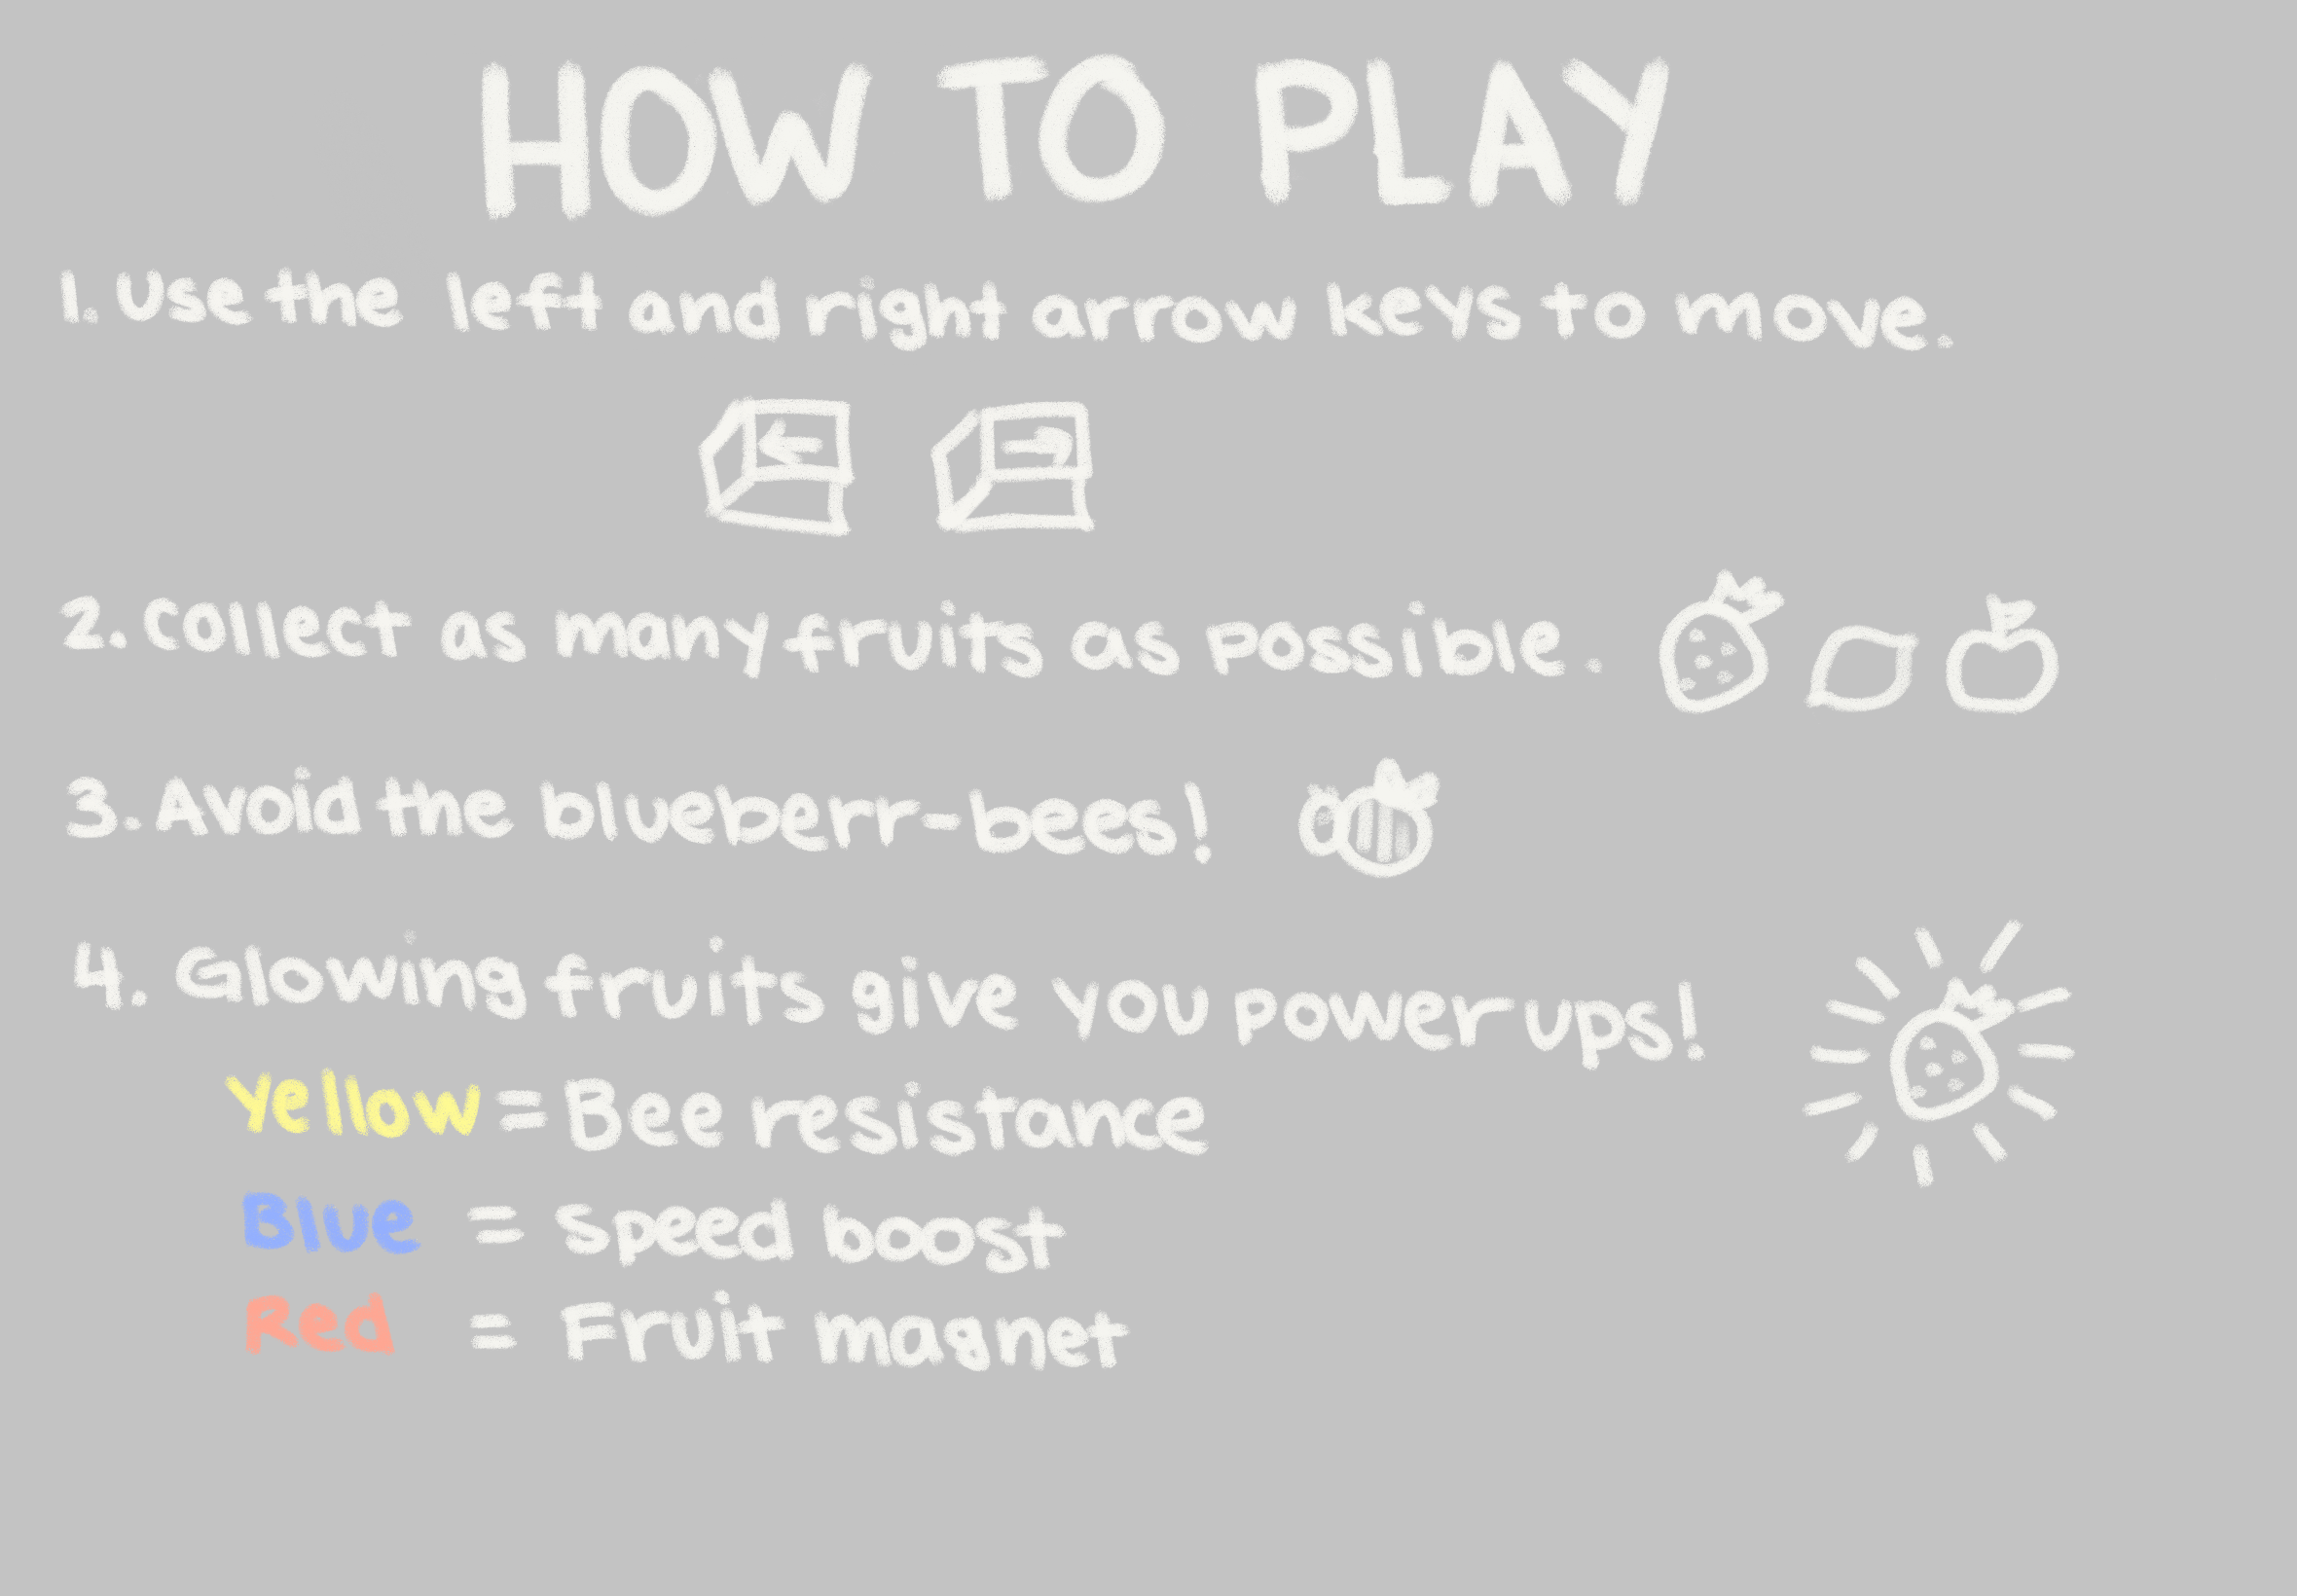 HOW TO PLAY
1. Use the left and right arrow keys to move.
← →
2. Collect as many fruits as possible.
3. Avoid the blueberr-bees!
4. Glowing fruits give you power ups!
Yellow = Bee resistance
Blue = Speed boost
Red = Fruit magnet